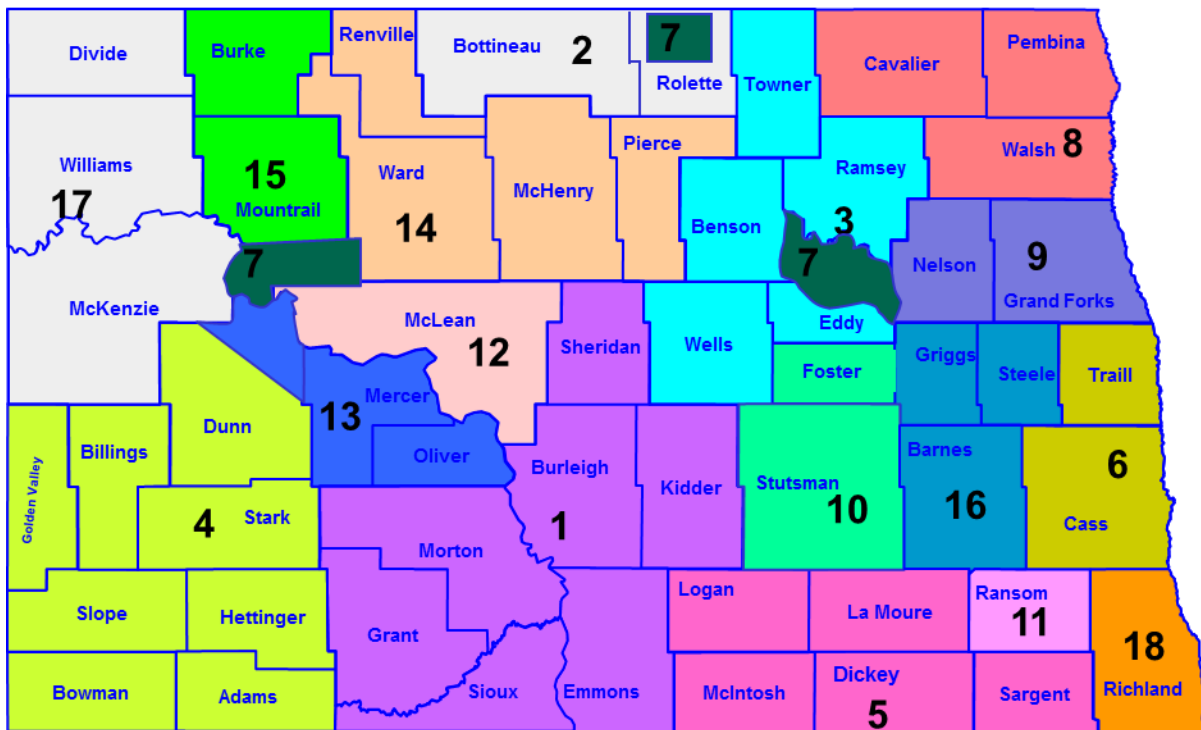 Divide
Burke
Renville
Bottineau
2
7
Rolette
Towner
Cavalier
Pembina
Williams
17
15
Mountrail
Ward
14
McHenry
Pierce
Benson
Ramsey
3
7
Walsh 8
Nelson
9
Grand Forks
McKenzie
7
McLean
12
Sheridan
Wells
Eddy
Foster
Griggs
Steele
Traill
Golden Valley
Billings
Dunn
13
Mercer
Oliver
Burleigh
1
Kidder
Stutsman
10
Barnes
16
6
Cass
4
Stark
Morton
Slope
Hettinger
Grant
Logan
La Moure
Ransom
11
18
Richland
Bowman
Adams
Sioux
Emmons
McIntosh
Dickey
5
Sargent